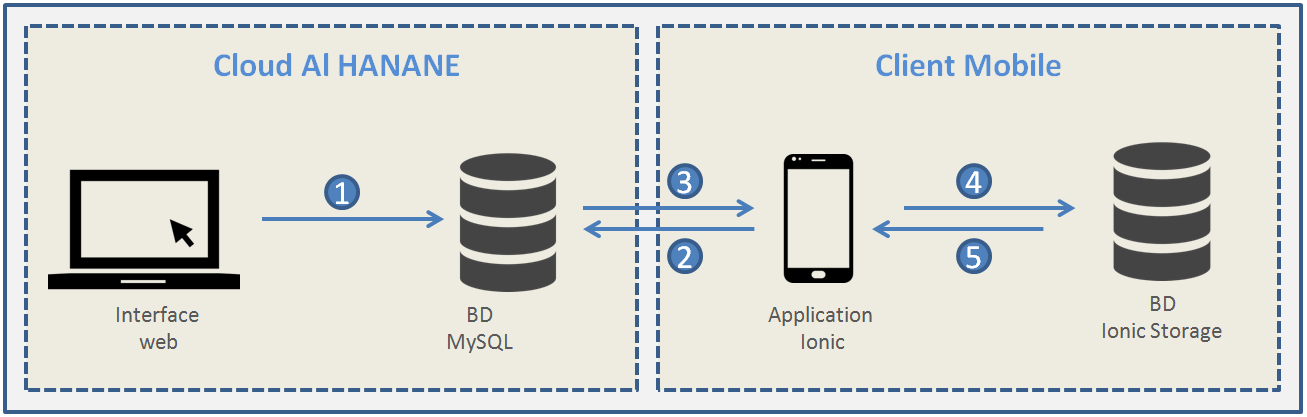 Cloud Al HANANE
Client Mobile
1
3
2
4
5
Interface
web
BD
MySQL
Application
Ionic
BD
Ionic Storage